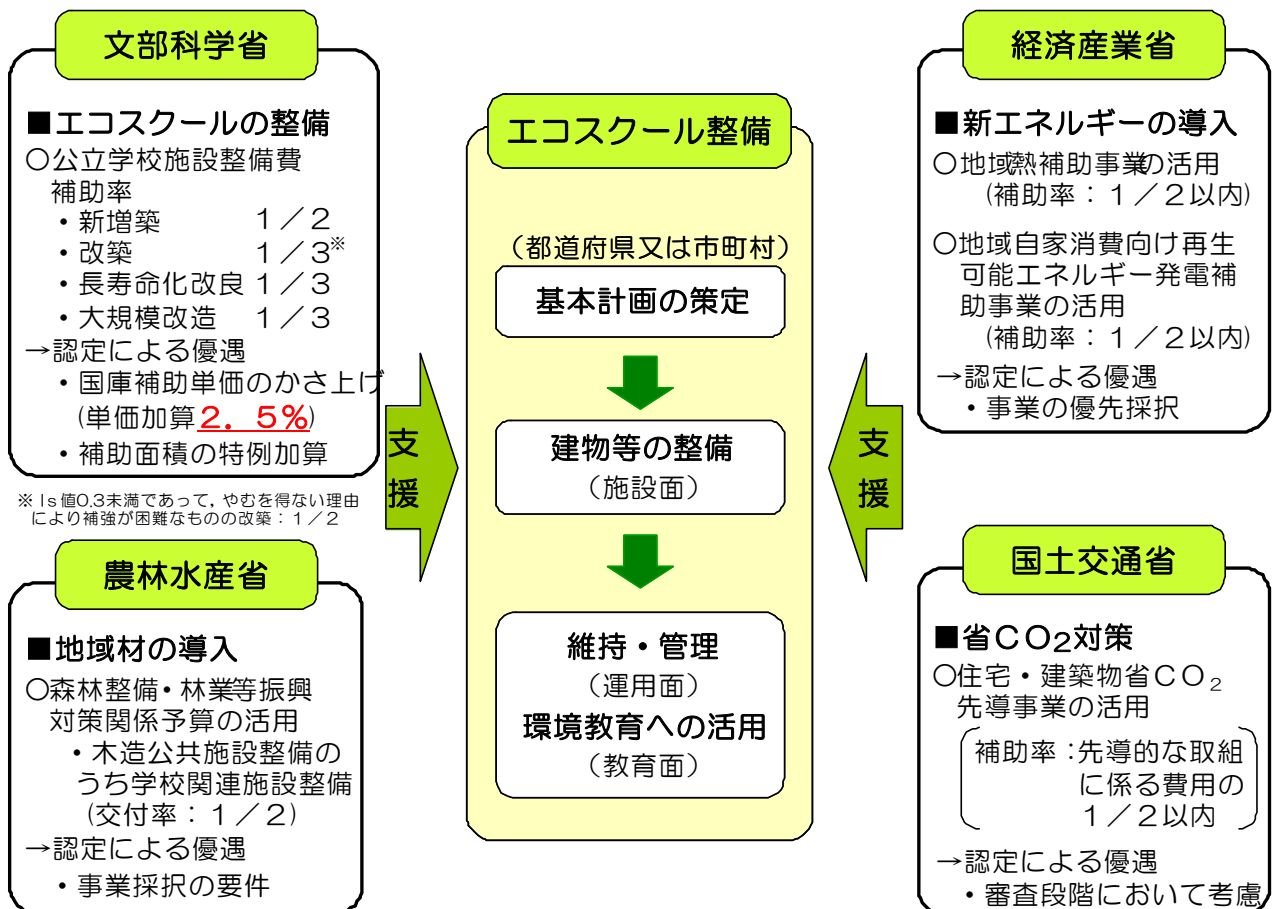 文部科学省
■エコスクールの整備
○公立学校施設整備費
補助率
・新増築　１／２
・改築　１／３※
・長寿命化改良 １／３
・大規模改造　１／３
→認定による優遇
・国庫補助単価のかさ上げ
(単価加算２．５％)
・補助面積の特例加算
※Ｉｓ値0.3未満であって，やむを得ない理由
により補強が困難なものの改築：１／２
農林水産省
■地域材の導入
○森林整備・林業等振興
対策関係予算の活用
・木造公共施設整備の
うち学校関連施設整備
(交付率：１／２)
→認定による優遇
・事業採択の要件
支援
エコスクール整備
（都道府県又は市町村）
基本計画の策定
建物等の整備
（施設面）
維持・管理
（運用面）
環境教育への活用
（教育面）
支援
経済産業省
■新エネルギーの導入
○地域熱補助事業の活用
(補助率：１／２以内)
○地域自家消費向け再生
可能エネルギー発電補
助事業の活用
(補助率：１／２以内)
→認定による優遇
・事業の優先採択
国土交通省
■省ＣＯ２対策
○住宅・建築物省ＣＯ２
先導事業の活用
補助率：先導的な取組
に係る費用の
１／２以内
→認定による優遇
・審査段階において考慮